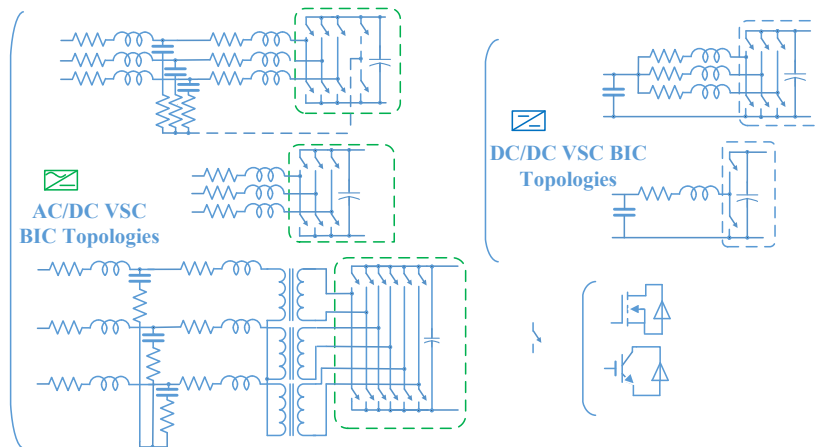 AC/DC VSC
BIC Topologies
DC/DC VSC BIC
Topologies